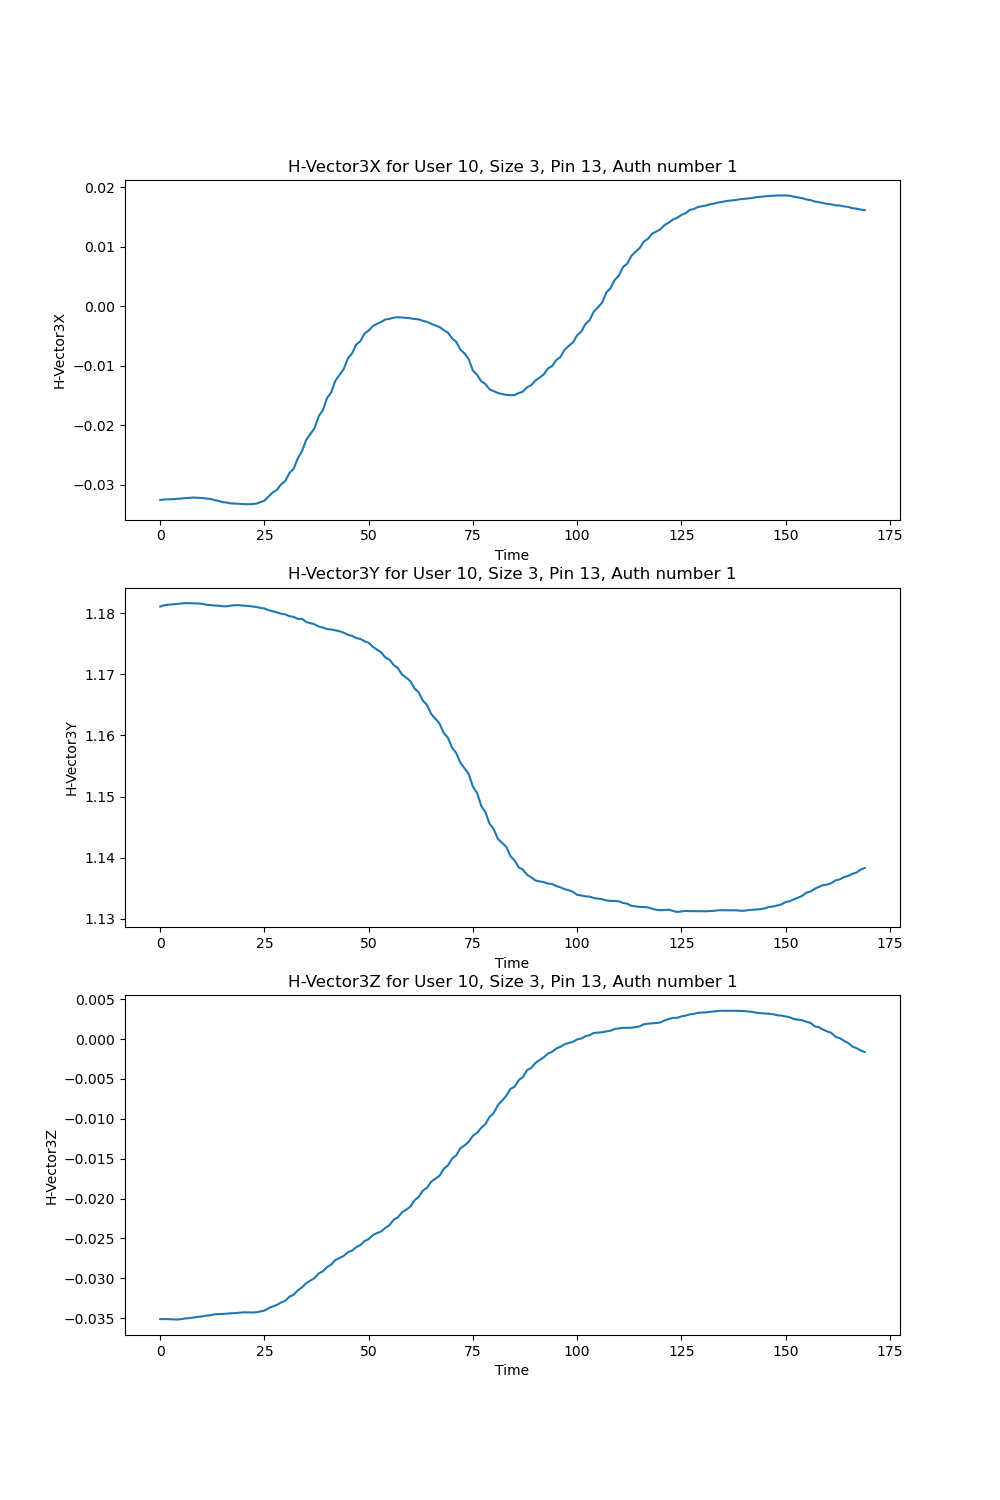 H-Vector3X for User 10, Size 3, Pin 13, Auth number 1
0.02
0.01
0.00
−0.01
−0.02
−0.03
H-Vector3X
0 25 50 75 100 125 150 175
Time
H-Vector3Y for User 10, Size 3, Pin 13, Auth number 1
1.18
1.17
1.16
1.15
1.14
1.13
H-Vector3Y
0 25 50 75 100 125 150 175
Time
H-Vector3Z for User 10, Size 3, Pin 13, Auth number 1
0.005
0.000
−0.005
−0.010
−0.015
−0.020
−0.025
−0.030
−0.035
H-Vector3Z
0 25 50 75 100 125 150 175
Time